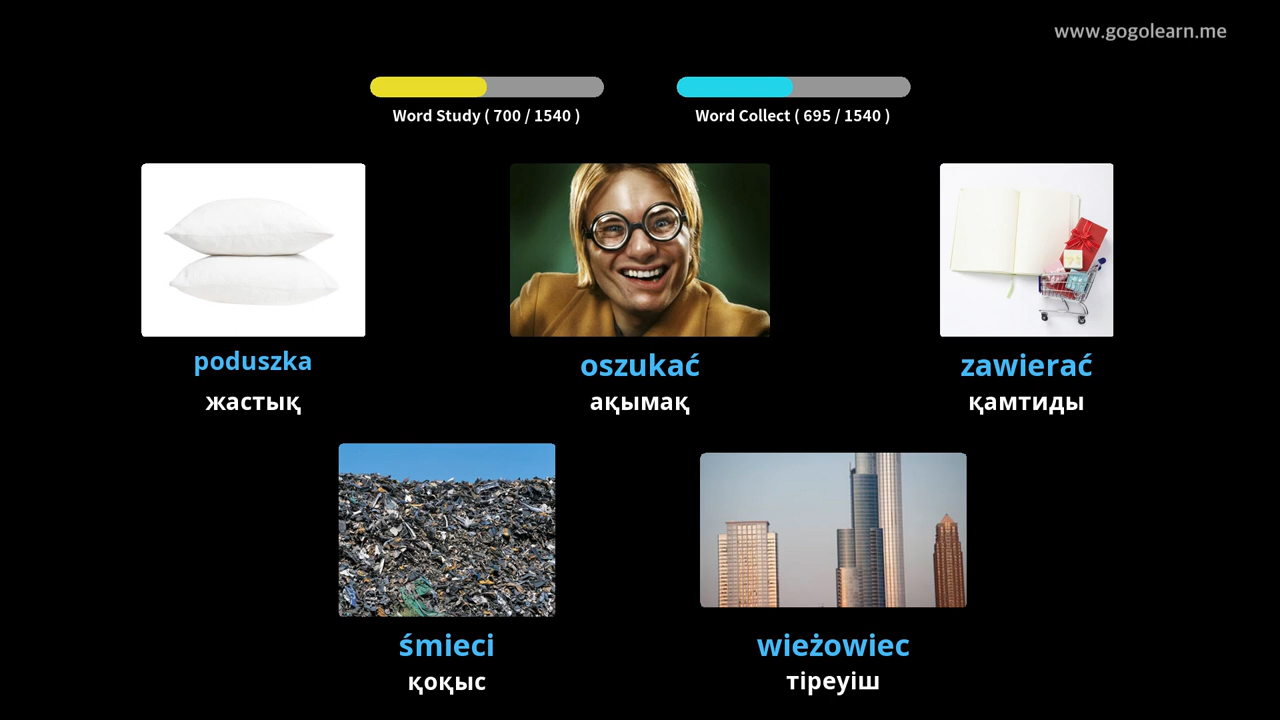 www.gogolearn.me
Word Study ( 700 / 1540 )
Word Collect ( 695 / 1540 )
poduszka
жастық
oszukać
ақымақ
zawierać
қамтиды
śmieci
қоқыс
wieżowiec
тіреуіш